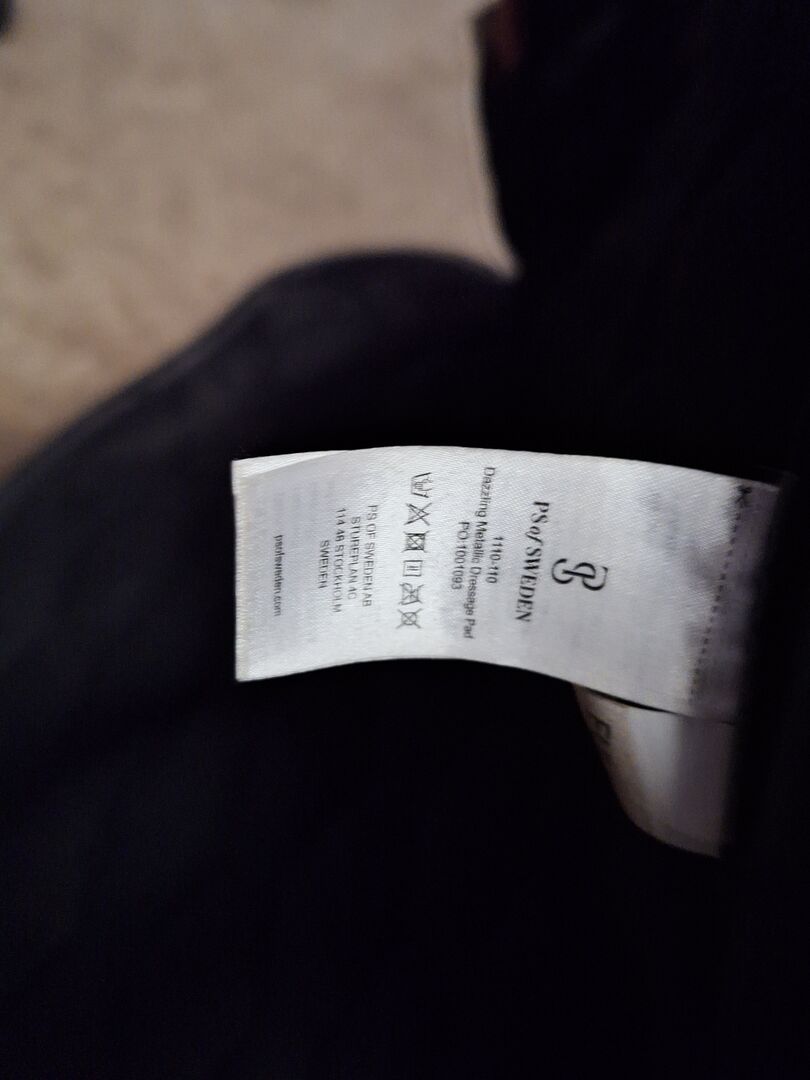 PS of SWEDEN
1110-110
Dazzling Metallic Dressage Pad
PO:1001093
PS OF SWEDEN AB
STUREPLAN 4C
114 46 STOCKHOLM
SWEDEN
psofsweden.com